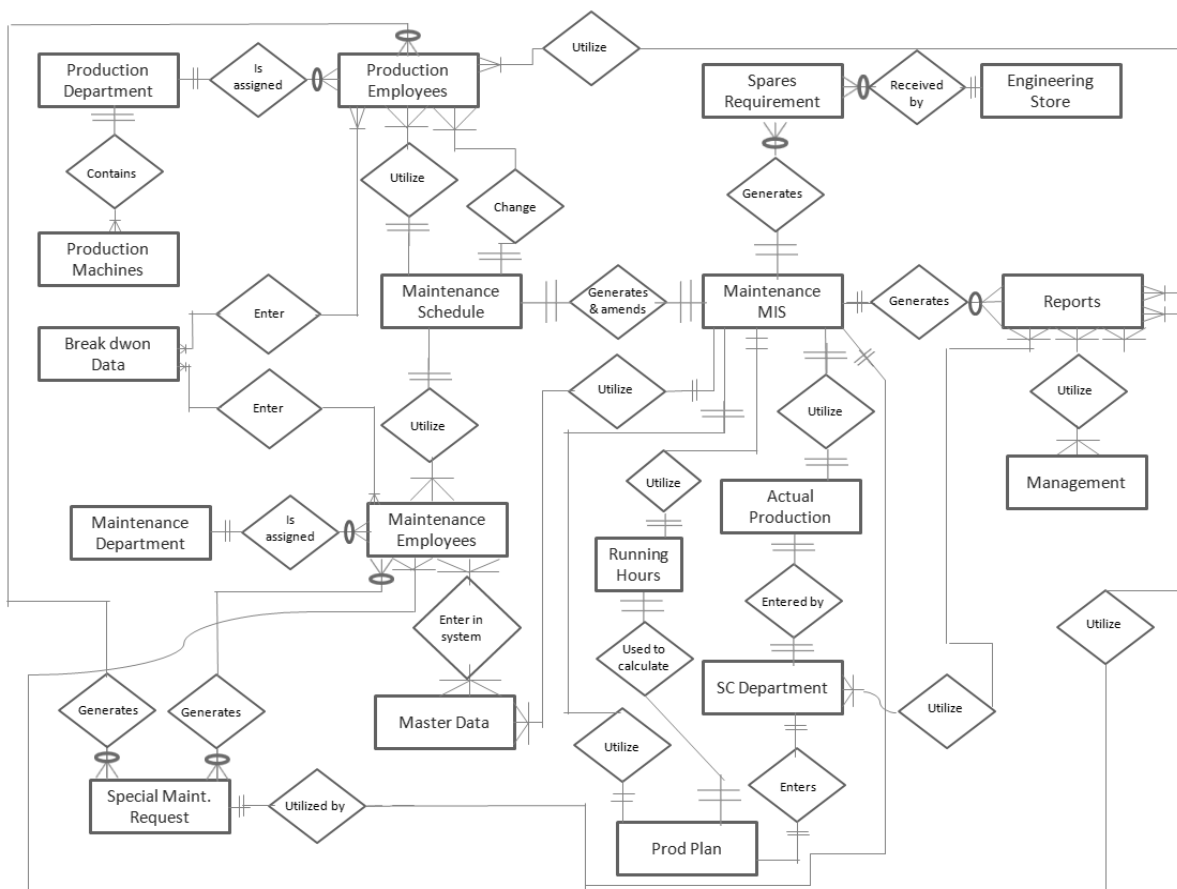 Utilize
Production
Department
Is
assigned
Production
Employees
Spares
Requirement
Received
by
Engineering
Store
Contains
Utilize
Change
Generates
Production
Machines
Maintenance
Schedule
Generates
& amends
Maintenance
MIS
Generates
Reports
Enter
Break dwon
Data
Utilize
Utilize
Enter
Utilize
Utilize
Utilize
Management
Actual
Production
Maintenance
Department
Is
assigned
Maintenance
Employees
Running
Hours
Entered by
Enter in
system
Utilize
Used to
calculate
SC Department
Generates
Generates
Master Data
Utilize
Utilize
Special Maint.
Request
Utilized by
Enters
Prod Plan